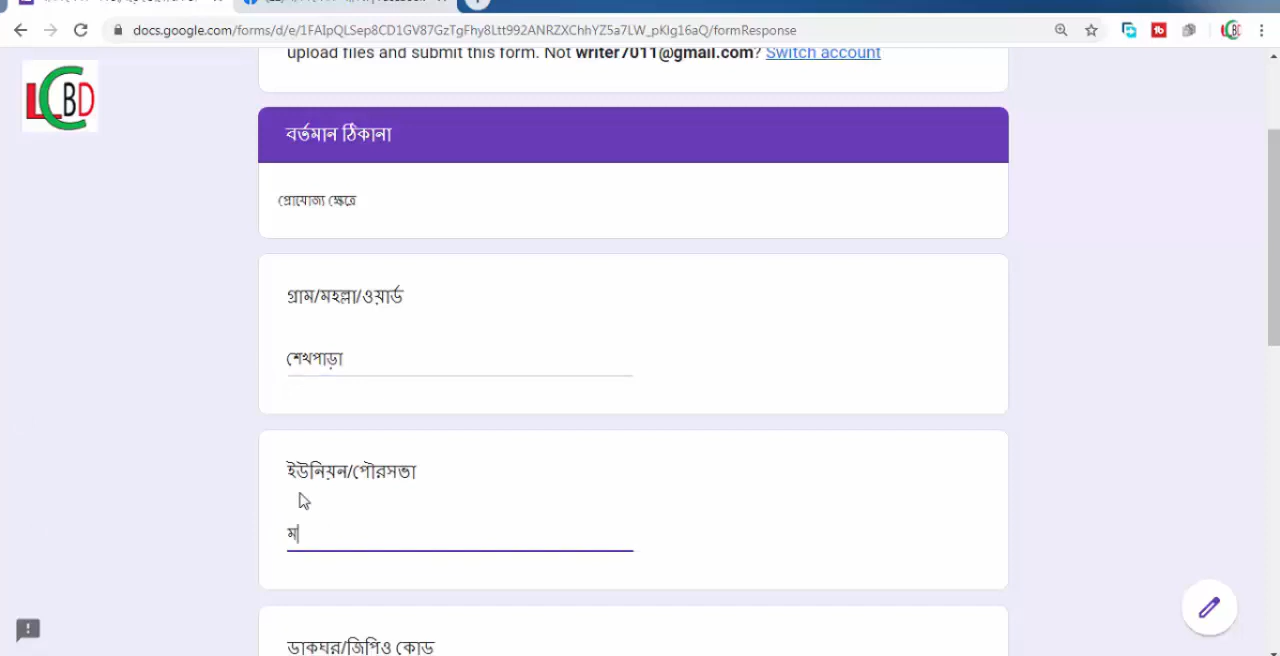 docs.google.com/forms/d/e/1FAIpQLSep8CD1GV87GzTgFhy8Ltt992ANRZXChhYZ5a7LW_pKlg16aQ/formResponse
upload files and submit this form. Not writer7011@gmail.com? Switch account
LCBD
বর্তমান ঠিকানা
প্রোযোজ্য ক্ষেত্রে
গ্রাম/মহল্লা/ওয়ার্ড
শেখপাড়া
ইউনিয়ন/পৌরসভা
ম
ডাকঘর/জিপিও কোড